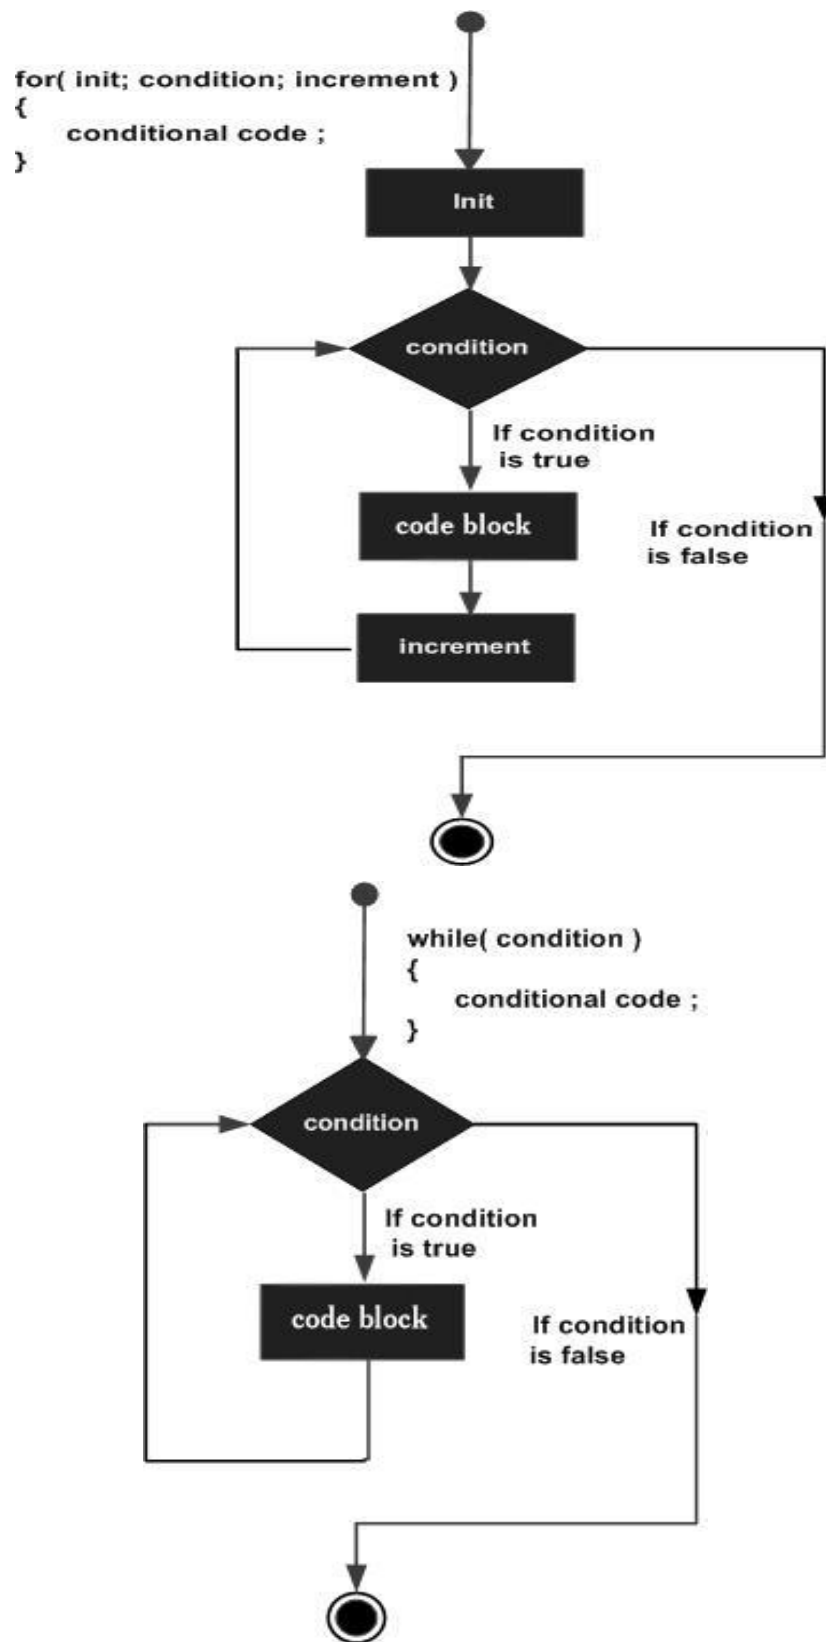 for( init; condition; increment )
{
conditional code ;
}
Init
condition
If condition
is true
code block
If condition
is false
increment
while( condition )
{
conditional code ;
}
condition
If condition
is true
code block
If condition
is false